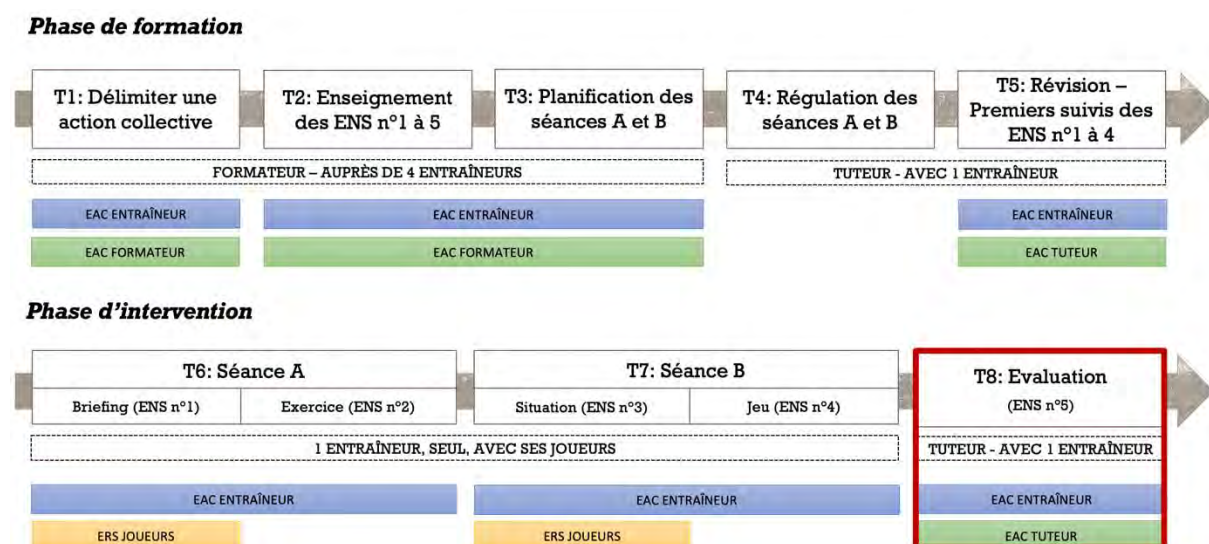 Phase de formation
T1: Délimiter une
action collective
T2: Enseignement
des ENS n°1 à 5
T3: Planification des
séances A et B
T4: Régulation des
séances A et B
T5: Révision –
Premiers suivis des
ENS n°1 à 4
FORMATEUR – AUPRÈS DE 4 ENTRAÎNEURS
TUTEUR - AVEC 1 ENTRAÎNEUR
EAC ENTRAÎNEUR
EAC ENTRAÎNEUR
EAC ENTRAÎNEUR
EAC FORMATEUR
EAC FORMATEUR
EAC TUTEUR
Phase d'intervention
T6: Séance A
Briefing (ENS n°1)
Exercice (ENS n°2)
T7: Séance B
Situation (ENS n°3)
Jeu (ENS n°4)
T8: Evaluation
(ENS n°5)
1 ENTRAÎNEUR, SEUL, AVEC SES JOUEURS
TUTEUR - AVEC 1 ENTRAÎNEUR
EAC ENTRAÎNEUR
EAC ENTRAÎNEUR
EAC ENTRAÎNEUR
ERS JOUEURS
ERS JOUEURS
EAC TUTEUR